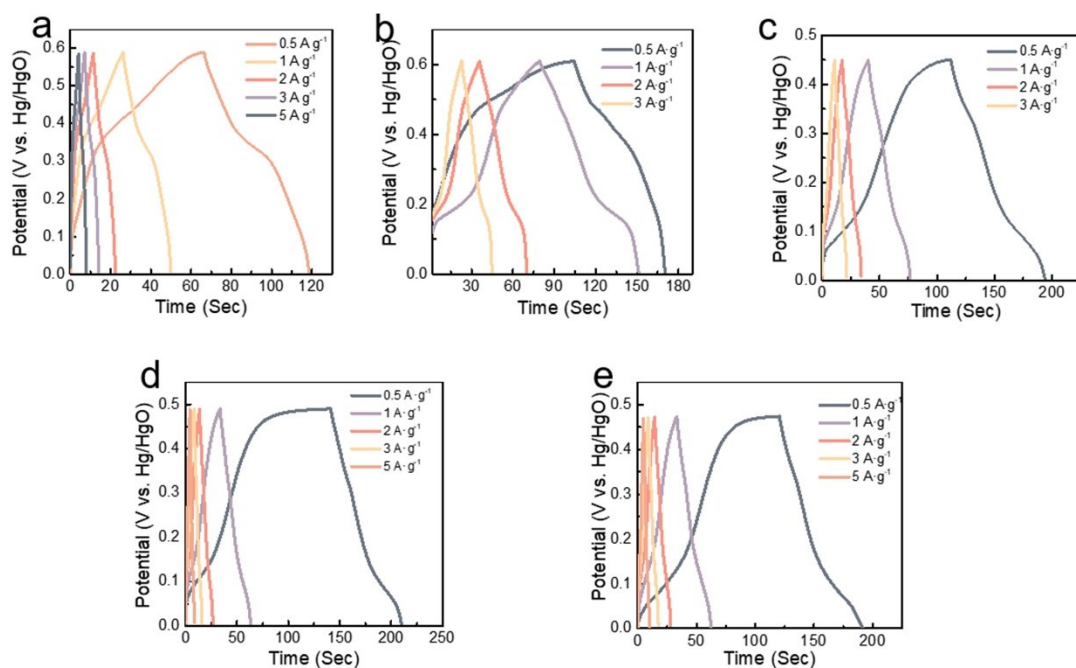 a
0.6
0.5
0.4
0.3
0.2
0.1
0.0
Potential (V vs. Hg/HgO)
0.5 A·g⁻¹
1 A·g⁻¹
2 A·g⁻¹
3 A·g⁻¹
5 A·g⁻¹
0 20 40 60 80 100 120
Time (Sec)
b
0.6
0.4
0.2
0.0
Potential (V vs. Hg/HgO)
0.5 A·g⁻¹
1 A·g⁻¹
2 A·g⁻¹
3 A·g⁻¹
30 60 90 120 150 180
Time (Sec)
c
0.5
0.4
0.3
0.2
0.1
0.0
Potential (V vs. Hg/HgO)
0.5 A·g⁻¹
1 A·g⁻¹
2 A·g⁻¹
3 A·g⁻¹
0 50 100 150 200
Time (Sec)
d
0.5
0.4
0.3
0.2
0.1
0.0
Potential (V vs. Hg/HgO)
0.5 A·g⁻¹
1 A·g⁻¹
2 A·g⁻¹
3 A·g⁻¹
5 A·g⁻¹
0 50 100 150 200 250
Time (Sec)
e
0.5
0.4
0.3
0.2
0.1
0.0
Potential (V vs. Hg/HgO)
0.5 A·g⁻¹
1 A·g⁻¹
2 A·g⁻¹
3 A·g⁻¹
5 A·g⁻¹
0 50 100 150 200
Time (Sec)